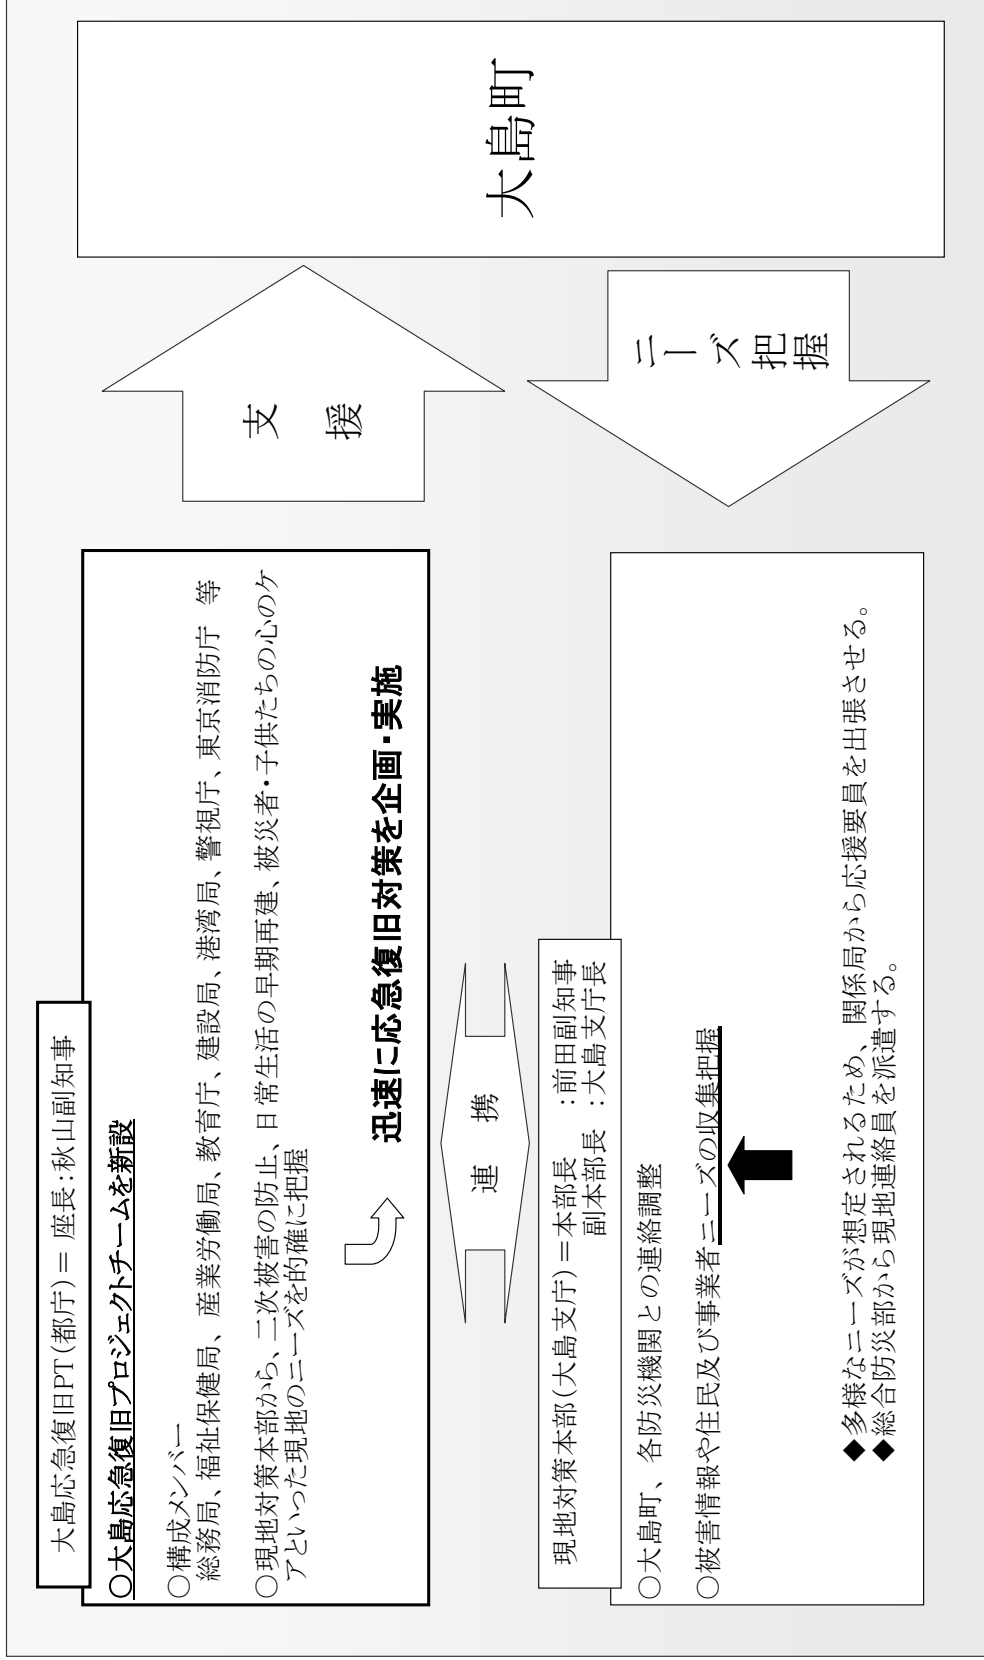 大島応急復旧PT(都庁)＝ 座長：秋山副知事
○大島応急復旧プロジェクトチームを新設
○構成メンバー
総務局、福祉保健局、産業労働局、教育庁、建設局、港湾局、警視庁、東京消防庁 等
○現地対策本部から、二次被害の防止、日常生活の早期再建、被災者・子供たちの心のケ
アといった現地のニーズを的確に把握
迅速に応急復旧対策を企画・実施
連 携
現地対策本部(大島支庁)＝本部長 ：前田副知事
副本部長 ：大島支庁長
○大島町、各防災機関との連絡調整
○被害情報や住民及び事業者ニーズの収集把握
◆多様なニーズが想定されるため、関係局から応援要員を出張させる。
◆総合防災部から現地連絡員を派遣する。
支 援
ニーズ把握
大島町